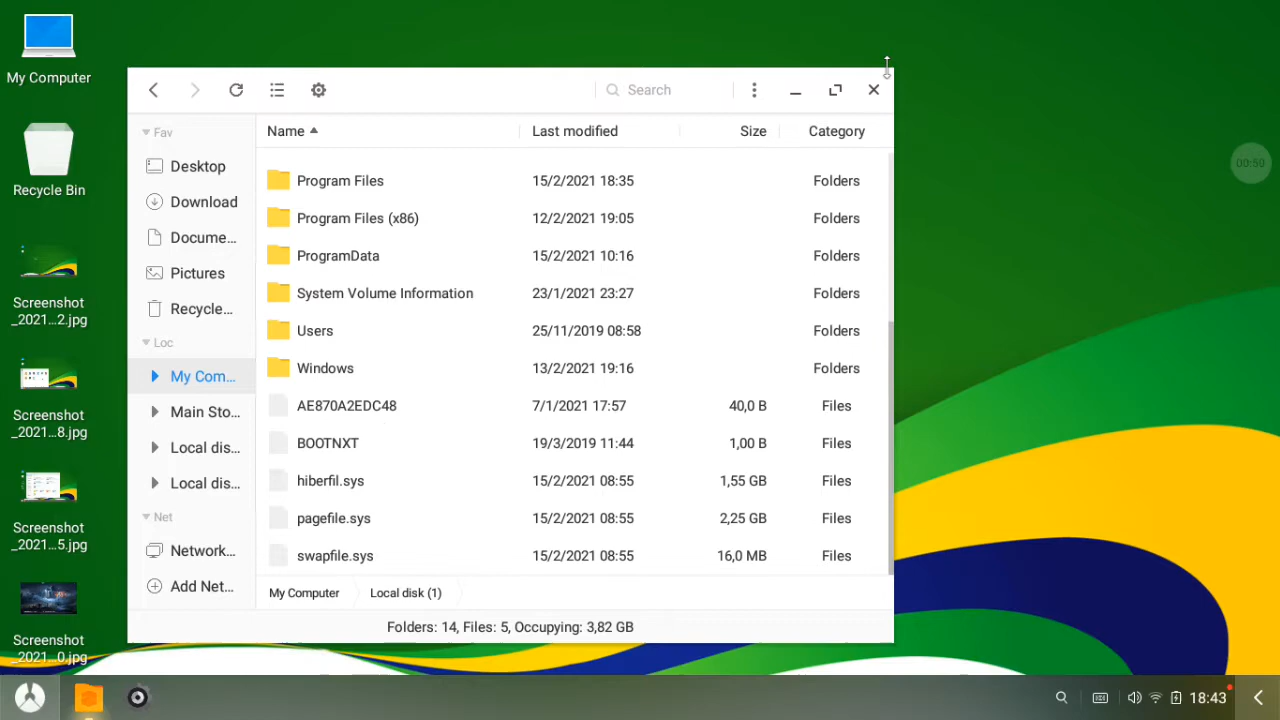 My Computer
Recycle Bin
Screenshot
_2021…2.jpg
Screenshot
_2021…8.jpg
Screenshot
_2021…5.jpg
Screenshot
_2021…0.jpg
Search
Fav
Desktop
Download
Docume…
Pictures
Recycle…
Loc
My Com…
Main Sto…
Local dis…
Local dis…
Net
Network…
Add Net…
Name Last modified Size Category
Program Files 15/2/2021 18:35 Folders
Program Files (x86) 12/2/2021 19:05 Folders
ProgramData 15/2/2021 10:16 Folders
System Volume Information 23/1/2021 23:27 Folders
Users 25/11/2019 08:58 Folders
Windows 13/2/2021 19:16 Folders
AE870A2EDC48 7/1/2021 17:57 40,0 B Files
BOOTNXT 19/3/2019 11:44 1,00 B Files
hiberfil.sys 15/2/2021 08:55 1,55 GB Files
pagefile.sys 15/2/2021 08:55 2,25 GB Files
swapfile.sys 15/2/2021 08:55 16,0 MB Files
My Computer Local disk (1)
Folders: 14, Files: 5, Occupying: 3,82 GB
00:59
18:43